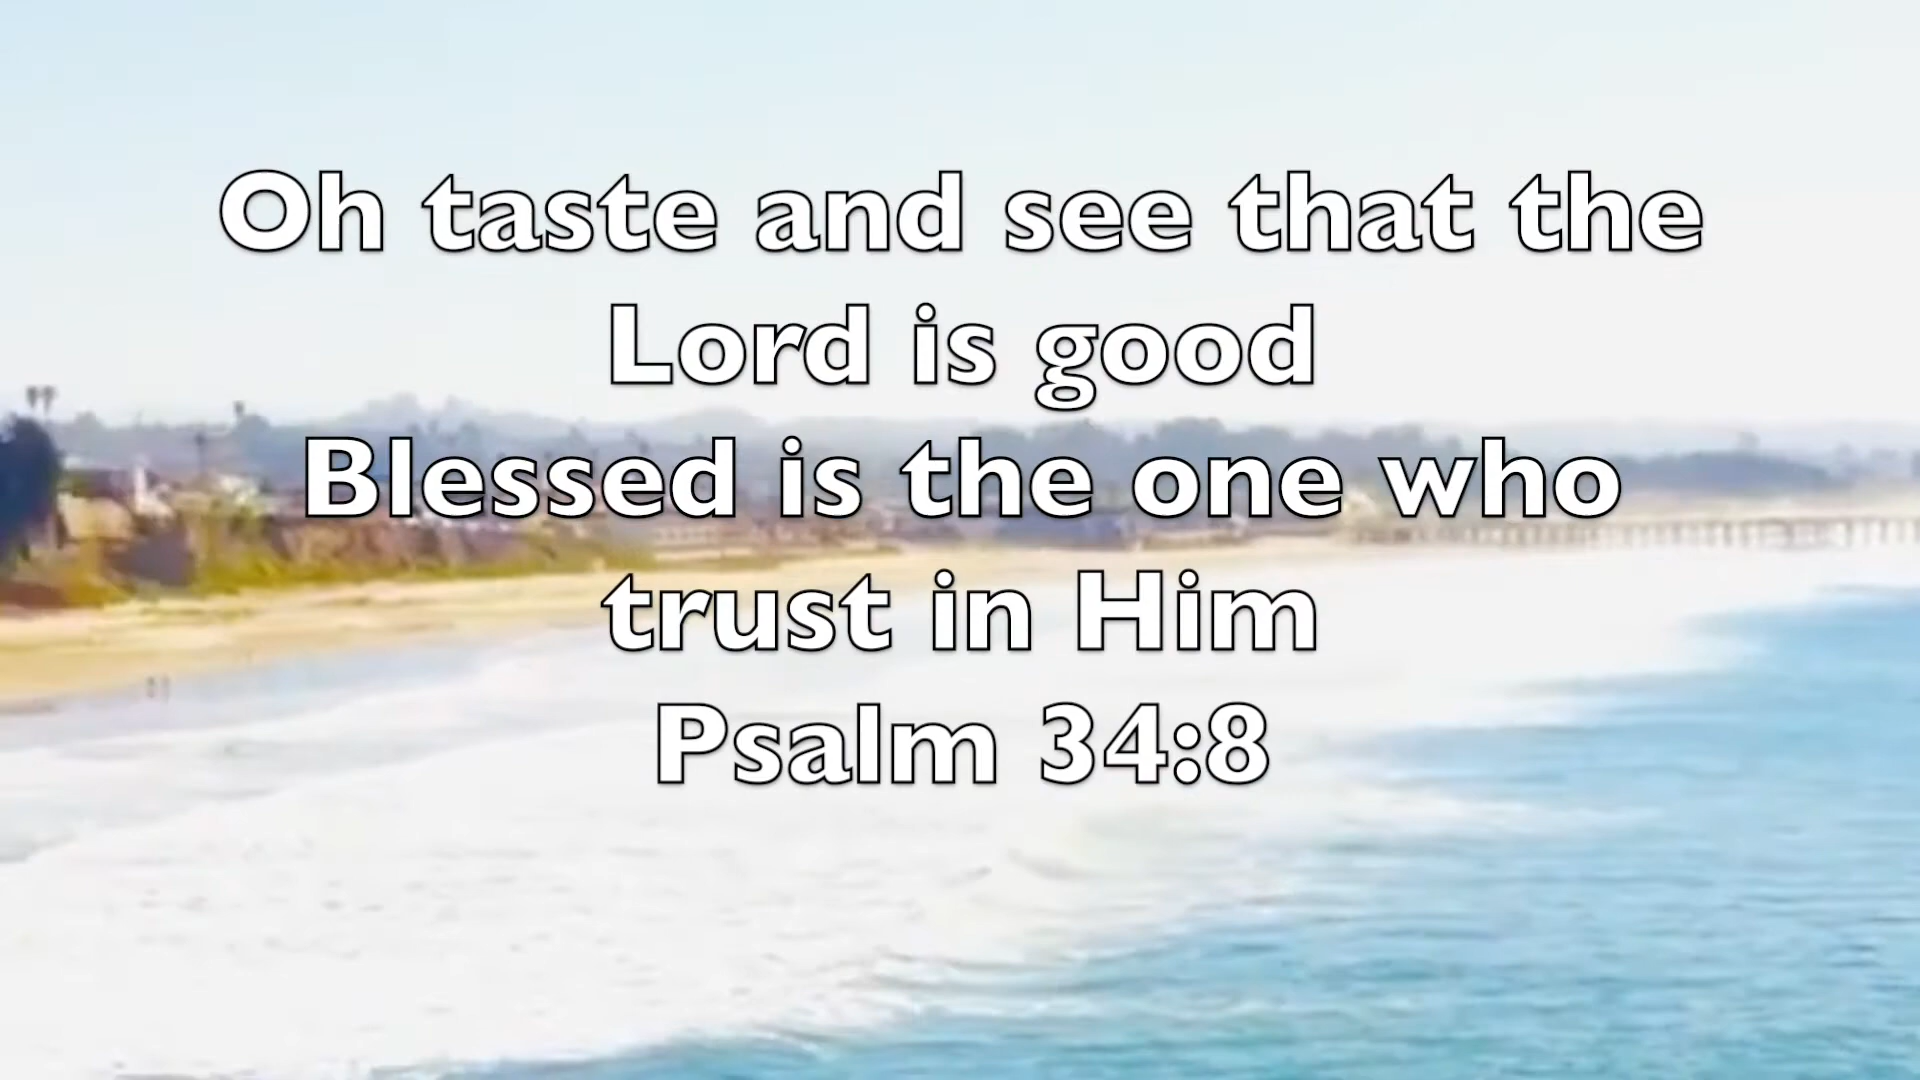 Oh taste and see that the
Lord is good
Blessed is the one who
trust in Him
Psalm 34:8